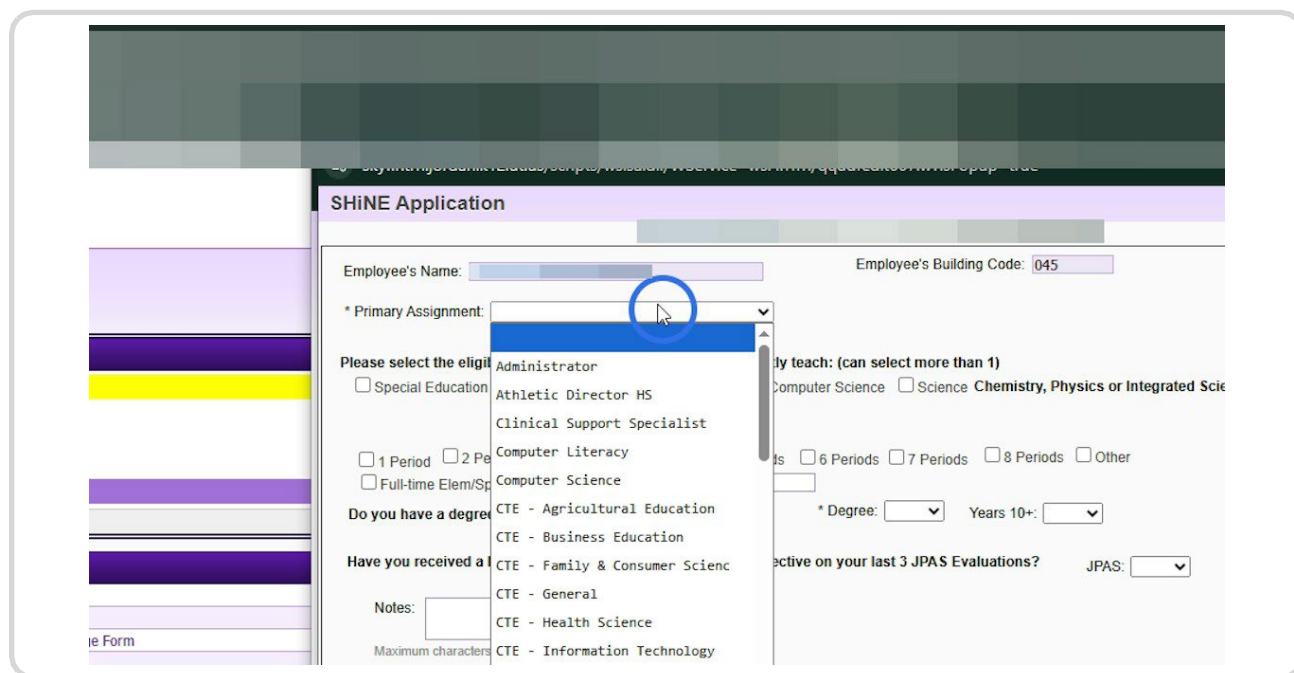 SHiNE Application
Employee's Name:
Employee's Building Code: 045
* Primary Assignment:
Administrator
Athletic Director HS
Clinical Support Specialist
Computer Literacy
Computer Science
CTE - Agricultural Education
CTE - Business Education
CTE - Family & Consumer Scienc
CTE - General
CTE - Health Science
CTE - Information Technology
Please select the eligi
ly teach: (can select more than 1)
Special Education
Computer Science Science Chemistry, Physics or Integrated Scie
1 Period 2 Pe
ds 6 Periods 7 Periods 8 Periods Other
Full-time Elem/Sp
Do you have a degre
* Degree: Years 10+:
Have you received a
ective on your last 3 JPAS Evaluations? JPAS:
Notes:
Maximum characters
ge Form